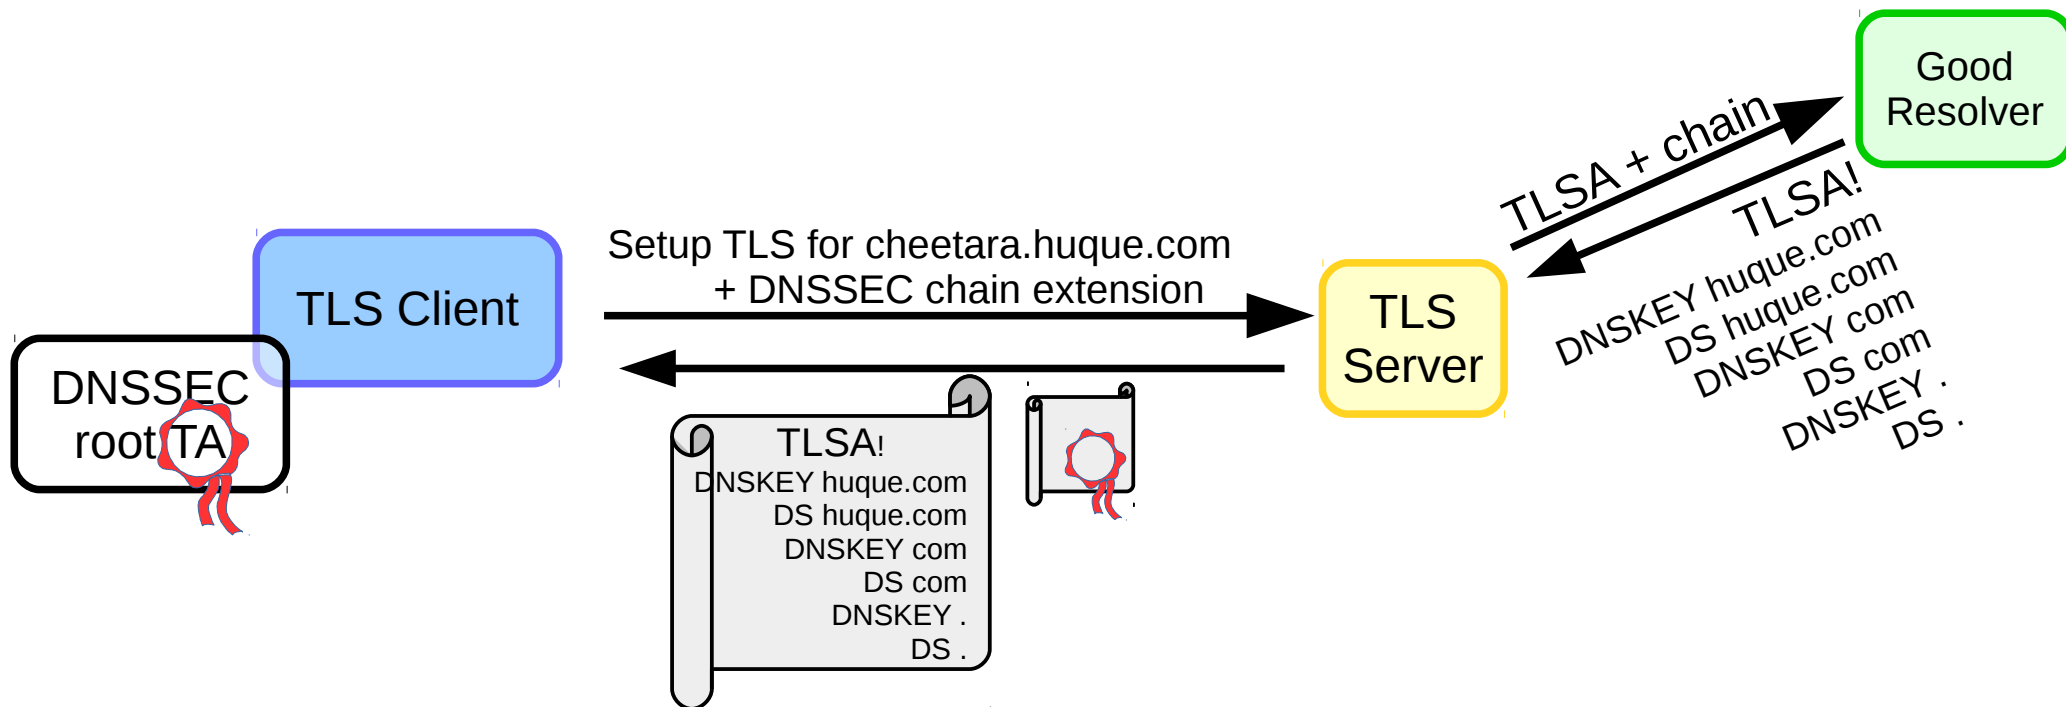 Good
Resolver
TLSA + chain
TLSA!
DNSKEY huque.com
DS huque.com
DNSKEY com
DS com
DNSKEY .
DS .
Setup TLS for cheetara.huque.com
+ DNSSEC chain extension
TLS Client
TLS
Server
DNSSEC
root TA
TLSA!
DNSKEY huque.com
DS huque.com
DNSKEY com
DS com
DNSKEY .
DS .